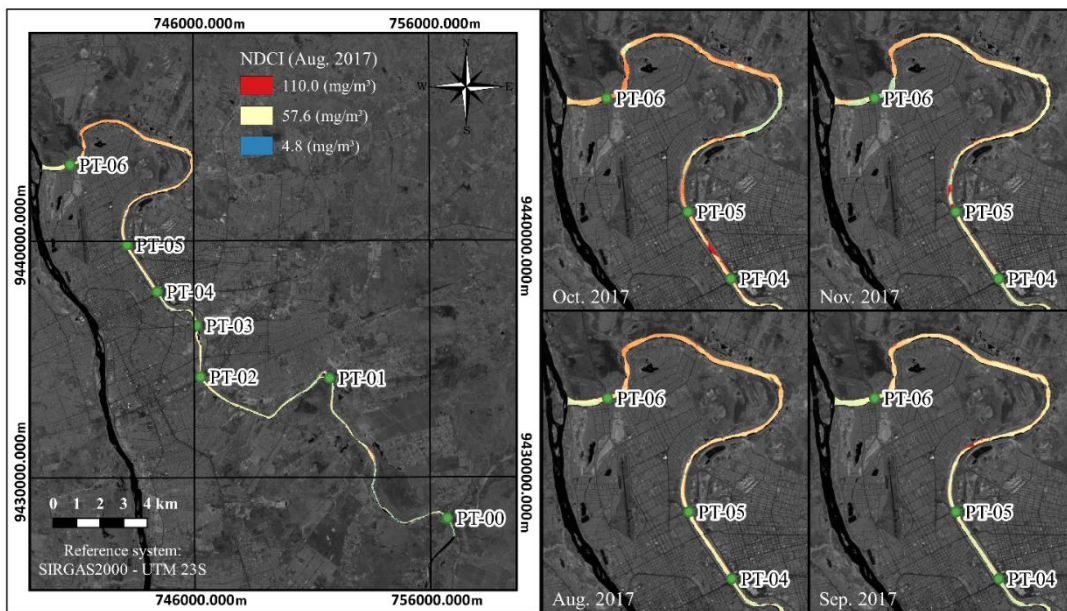 746000.000m
756000.000m
NDCI (Aug. 2017)
110.0 (mg/m³)
57.6 (mg/m³)
4.8 (mg/m³)
N
W
E
S
PT-06
PT-05
PT-04
PT-03
PT-02
PT-01
PT-00
9440000.000m
9430000.000m
9440000.000m
9430000.000m
0 1 2 3 4 km
Reference system:
SIRGAS2000 - UTM 23S
746000.000m
756000.000m
PT-06
PT-05
PT-04
Oct. 2017
PT-06
PT-05
PT-04
Nov. 2017
PT-06
PT-05
PT-04
Aug. 2017
PT-06
PT-05
PT-04
Sep. 2017